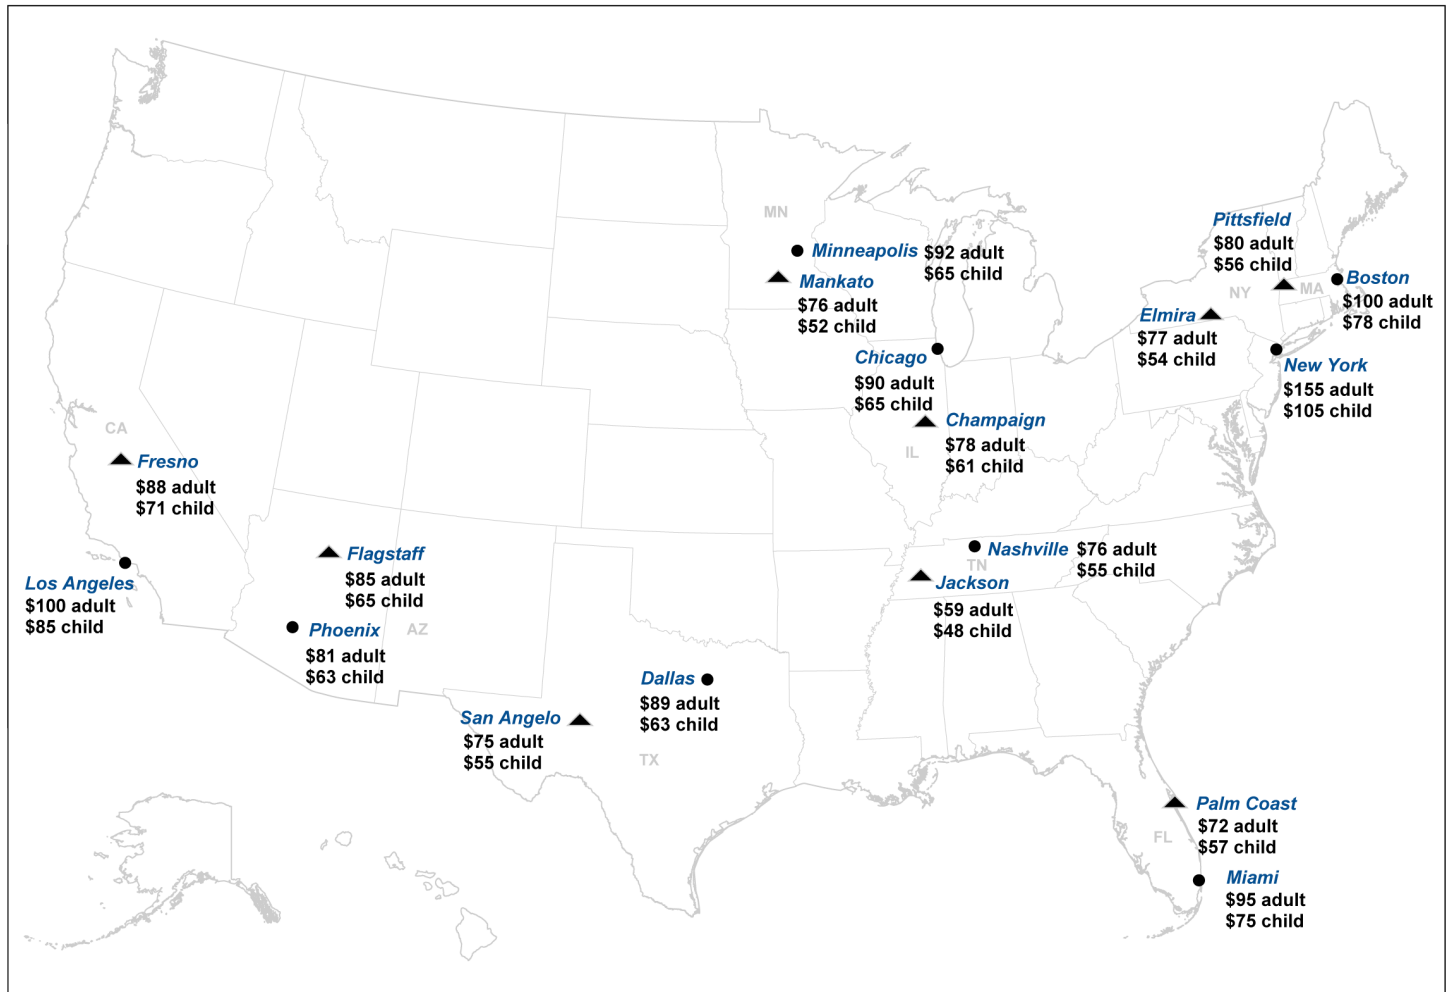 MN
Minneapolis $92 adult
$65 child
Mankato
$76 adult
$52 child
Pittsfield
$80 adult
$56 child
NY
MA
Boston
$100 adult
$78 child
Elmira
$77 adult
$54 child
New York
$155 adult
$105 child
Chicago
$90 adult
$65 child
Champaign
$78 adult
$61 child
IL
CA
Fresno
$88 adult
$71 child
Flagstaff
$85 adult
$65 child
Los Angeles
$100 adult
$85 child
Phoenix
$81 adult
$63 child
AZ
Nashville $76 adult
$55 child
TN
Jackson
$59 adult
$48 child
Dallas
$89 adult
$63 child
San Angelo
$75 adult
$55 child
TX
Palm Coast
$72 adult
$57 child
FL
Miami
$95 adult
$75 child